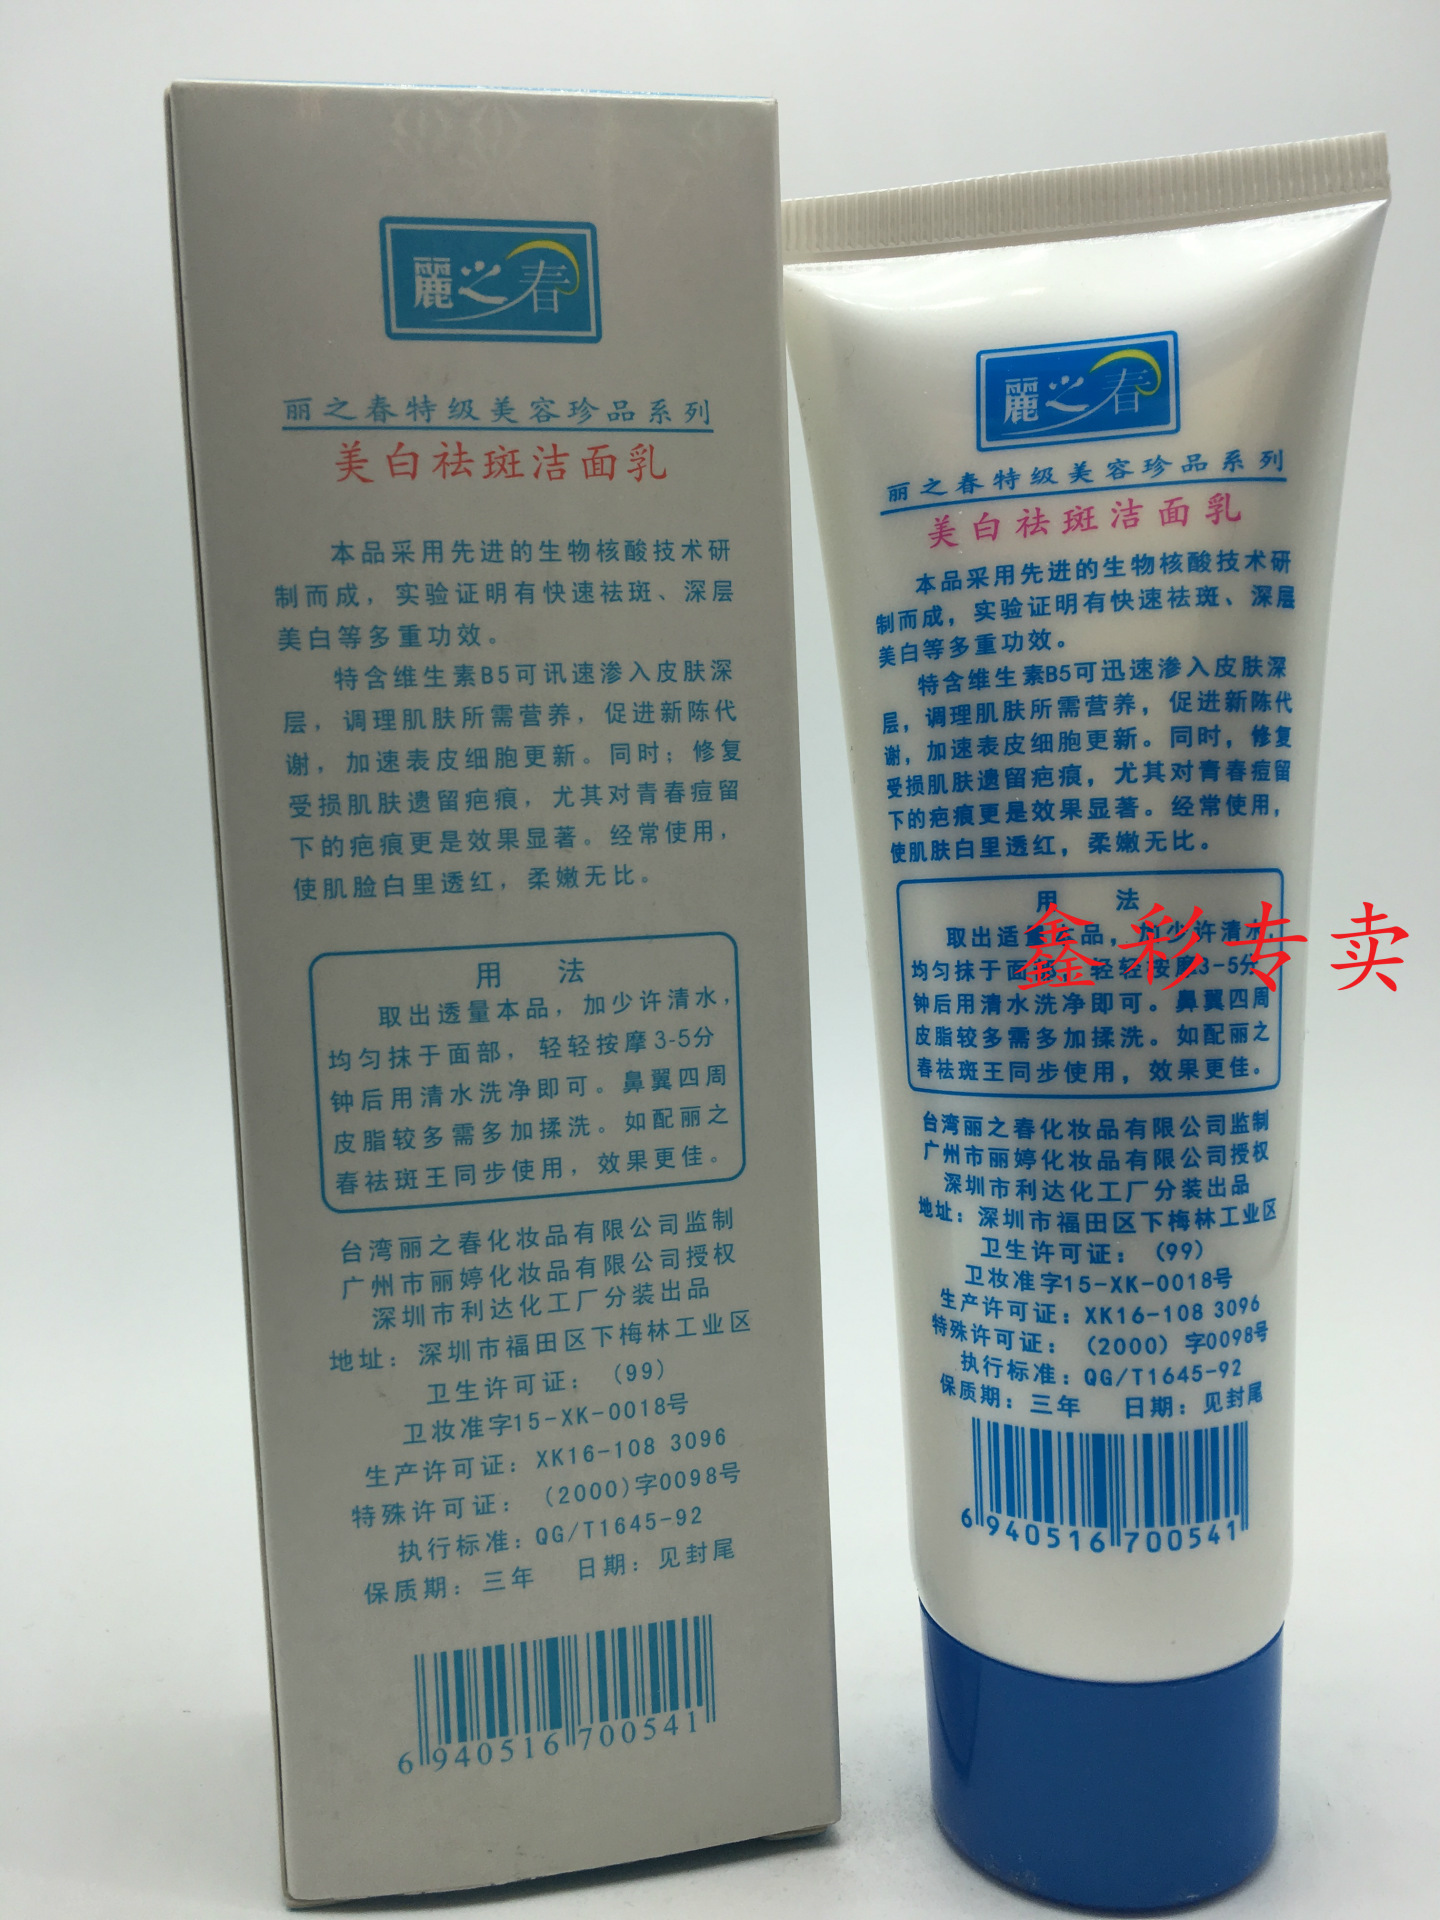 麗之春
丽之春特级美容珍品系列
美白祛斑洁面乳
本品采用先进的生物核酸技术研
制而成，实验证明有快速祛斑、深层
美白等多重功效。
特含维生素B5可讯速渗入皮肤深
层，调理肌肤所需营养，促进新陈代
谢，加速表皮细胞更新。同时；修复
受损肌肤遗留疤痕，尤其对青春痘留
下的疤痕更是效果显著。经常使用，
使肌脸白里透红，柔嫩无比。
用 法
取出透量本品，加少许清水，
均匀抹于面部，轻轻按摩3-5分
钟后用清水洗净即可。鼻翼四周
皮脂较多需多加揉洗。如配丽之
春祛斑王同步使用，效果更佳。
台湾丽之春化妆品有限公司监制
广州市丽婷化妆品有限公司授权
深圳市利达化工厂分装出品
地址：深圳市福田区下梅林工业区
卫生许可证：（99）
卫妆准字15-XK-0018号
生产许可证：XK16-108 3096
特殊许可证：（2000)字0098号
执行标准：QG/T1645-92
保质期：三年 日期：见封尾
6 940516 700541
麗之春
丽之春特级美容珍品系列
美白祛斑洁面乳
本品采用先进的生物核酸技术研
制而成，实验证明有快速祛斑、深层
美白等多重功效。
特含维生素B5可迅速渗入皮肤深
层，调理肌肤所需营养，促进新陈代
谢，加速表皮细胞更新。同时，修复
受损肌肤遗留疤痕，尤其对青春痘留
下的疤痕更是效果显著。经常使用，
使肌肤白里透红，柔嫩无比。
用 法
取出适量本品，加少许清水，
均匀抹于面部，轻轻按摩3-5分
钟后用清水洗净即可。鼻翼四周
皮脂较多需多加揉洗。如配丽之
春祛斑王同步使用，效果更佳。
台湾丽之春化妆品有限公司监制
广州市丽婷化妆品有限公司授权
深圳市利达化工厂分装出品
地址：深圳市福田区下梅林工业区
卫生许可证：（99）
卫妆准字15-XK-0018号
生产许可证：XK16-108 3096
特殊许可证：（2000）字0098号
执行标准：QG/T1645-92
保质期：三年 日期：见封尾
6 940516 700541
鑫彩专卖